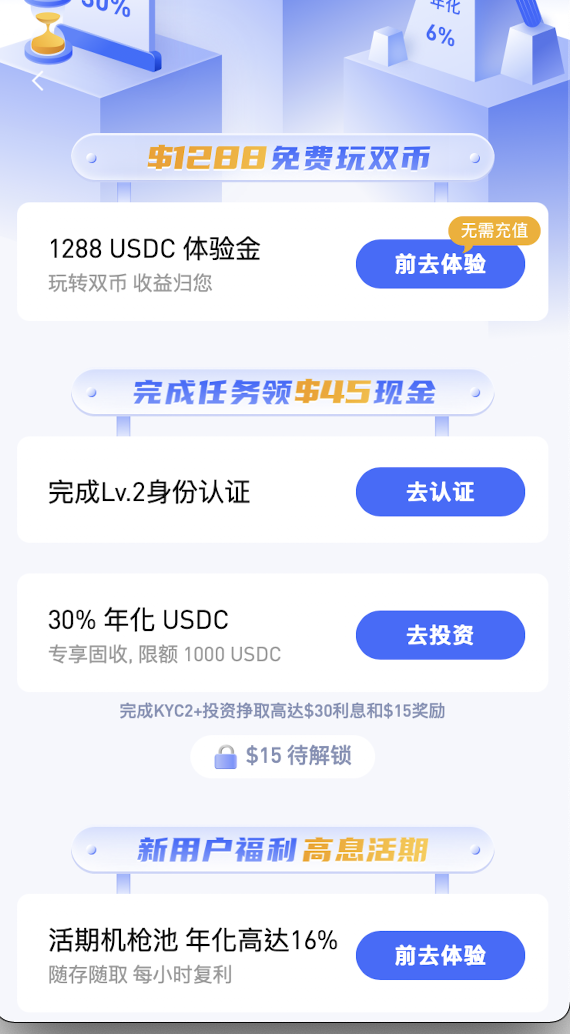 30%
年化
6%
$1288免费玩双币
无需充值
1288 USDC 体验金
前去体验
玩转双币 收益归您
完成任务领$45现金
完成Lv.2身份认证
去认证
30% 年化 USDC
去投资
专享固收, 限额 1000 USDC
完成KYC2+投资挣取高达$30利息和$15奖励
$15 待解锁
新用户福利 高息活期
活期机枪池 年化高达16%
前去体验
随存随取 每小时复利